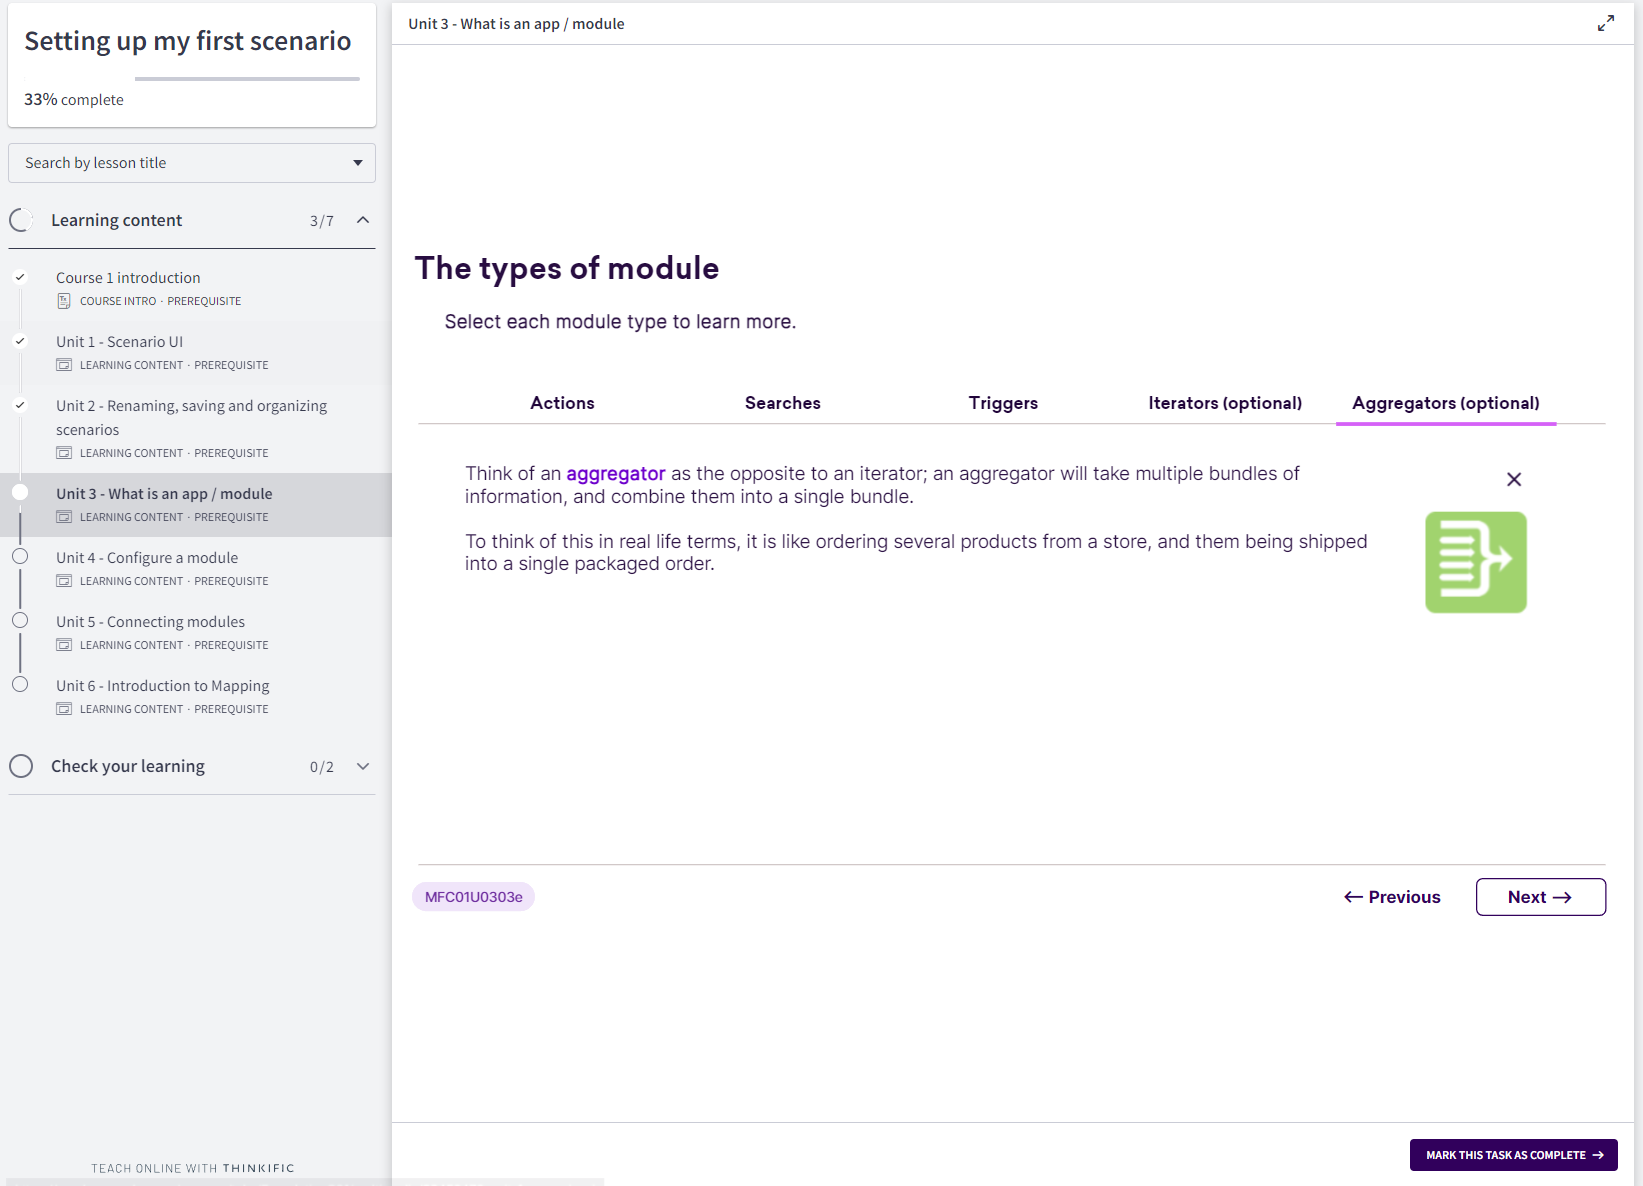 Setting up my first scenario
33% complete
Search by lesson title
Learning content 3/7
Course 1 introduction
COURSE INTRO · PREREQUISITE
Unit 1 - Scenario UI
LEARNING CONTENT · PREREQUISITE
Unit 2 - Renaming, saving and organizing
scenarios
LEARNING CONTENT · PREREQUISITE
Unit 3 - What is an app / module
LEARNING CONTENT · PREREQUISITE
Unit 4 - Configure a module
LEARNING CONTENT · PREREQUISITE
Unit 5 - Connecting modules
LEARNING CONTENT · PREREQUISITE
Unit 6 - Introduction to Mapping
LEARNING CONTENT · PREREQUISITE
Check your learning 0/2
TEACH ONLINE WITH THINKIFIC
Unit 3 - What is an app / module
The types of module
Select each module type to learn more.
Actions Searches Triggers Iterators (optional) Aggregators (optional)
Think of an aggregator as the opposite to an iterator; an aggregator will take multiple bundles of
information, and combine them into a single bundle.
To think of this in real life terms, it is like ordering several products from a store, and them being shipped
into a single packaged order.
MFC01U0303e
← Previous Next →
MARK THIS TASK AS COMPLETE →